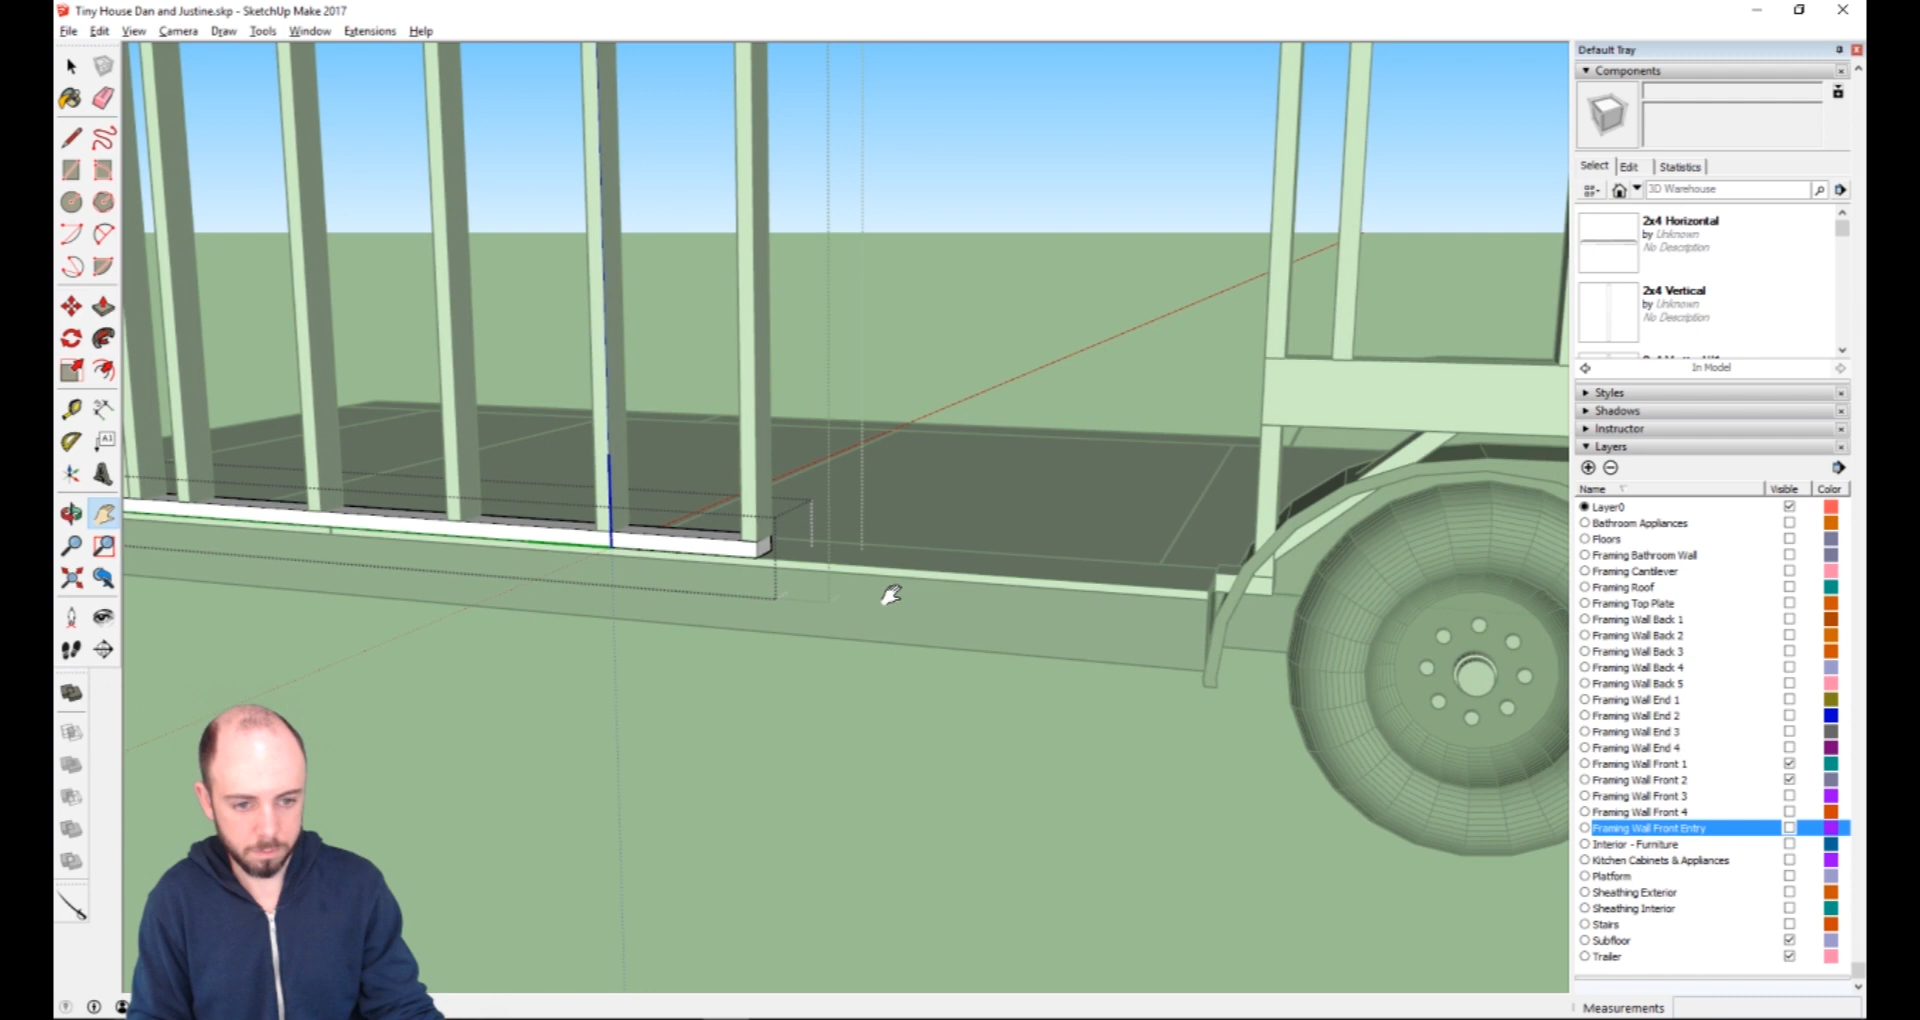 Tiny House Dan and Justine.skp - SketchUp Make 2017
File Edit View Camera Draw Tools Window Extensions Help
Default Tray
Components
Select Edit Statistics
3D Warehouse
2x4 Horizontal
by Unknown
No Description
2x4 Vertical
by Unknown
No Description
In Model
Styles
Shadows
Instructor
Layers
Name Visible Color
Layer0
Bathroom Appliances
Floors
Framing Bathroom Wall
Framing Cantilever
Framing Roof
Framing Top Plate
Framing Wall Back 1
Framing Wall Back 2
Framing Wall Back 3
Framing Wall Back 4
Framing Wall Back 5
Framing Wall End 1
Framing Wall End 2
Framing Wall End 3
Framing Wall End 4
Framing Wall Front 1
Framing Wall Front 2
Framing Wall Front 3
Framing Wall Front 4
Framing Wall Front Entry
Interior - Furniture
Kitchen Cabinets & Appliances
Platform
Sheathing Exterior
Sheathing Interior
Stairs
Subfloor
Trailer
Measurements